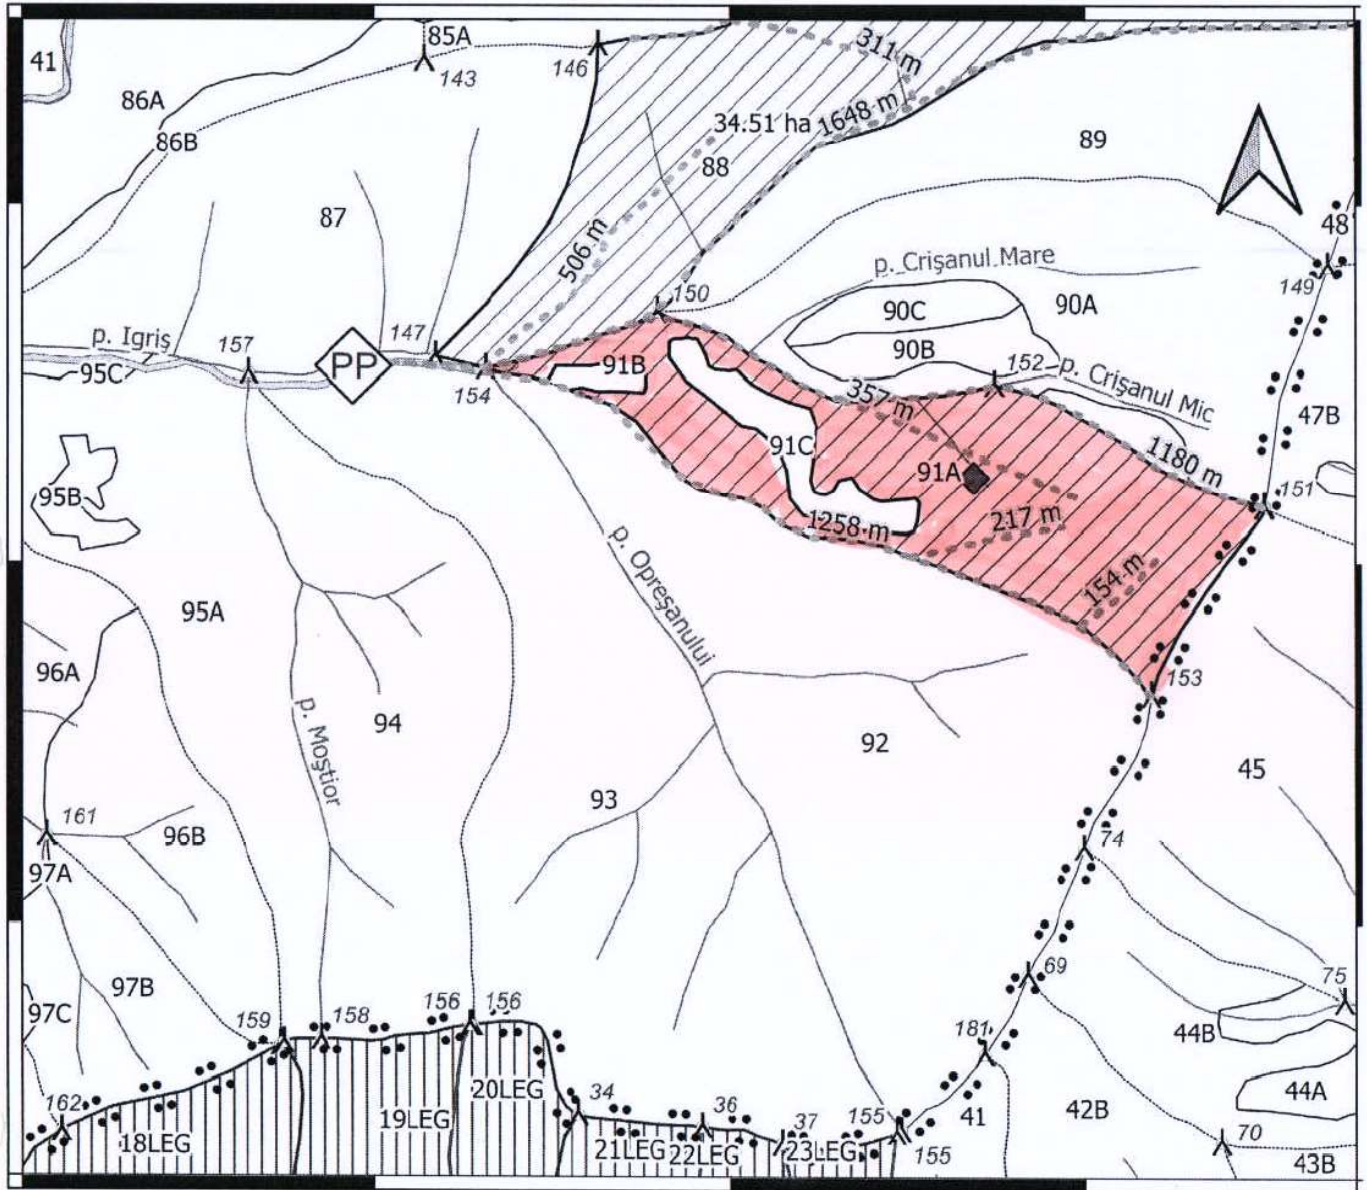 41
85A
143
146
311 m
86A
86B
34.51 ha
1648 m
88
89
87
506 m
48
p. Crişanul Mare
149
150
90C
90A
p. Igriş
157
147
PP
90B
152
p. Crişanul Mic
95C
154
91B
357 m
47B
91C
91A
1180 m
151
95B
1258 m
217 m
p. Opreşanului
154 m
95A
96A
153
p. Moştior
94
92
45
93
161
96B
74
97A
69
75
97B
97C
159
158
156
156
181
44B
162
20LEG
34
36
37
155
41
42B
44A
18LEG
19LEG
21LEG
22LEG
23LEG
155
70
43B